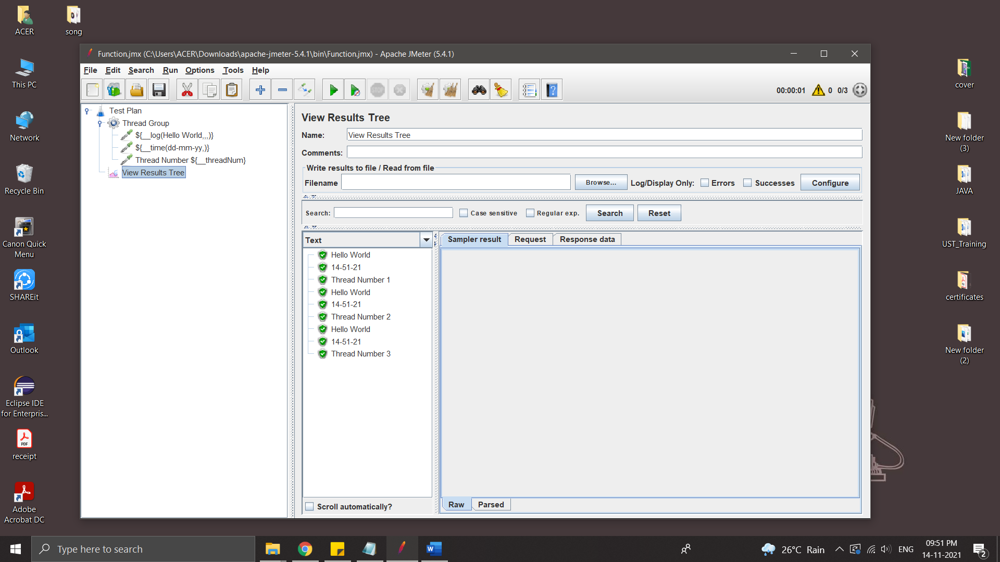 ACER
song
This PC
Network
Recycle Bin
Canon Quick
Menu
SHAREit
Outlook
Eclipse IDE
for Enterpris...
receipt
Adobe
Acrobat DC
Function.jmx (C:\Users\ACER\Downloads\apache-jmeter-5.4.1\bin\Function.jmx) - Apache JMeter (5.4.1)
File Edit Search Run Options Tools Help
STOP
00:00:01 0 0/3
Test Plan
Thread Group
${__log(Hello World,,,)}
${__time(dd-mm-yy,)}
Thread Number ${__threadNum}
View Results Tree
View Results Tree
Name: View Results Tree
Comments:
Write results to file / Read from file
Filename Browse... Log/Display Only: Errors Successes Configure
Search: Case sensitive Regular exp. Search Reset
Text
Sampler result Request Response data
Hello World
14-51-21
Thread Number 1
Hello World
14-51-21
Thread Number 2
Hello World
14-51-21
Thread Number 3
Scroll automatically?
Raw Parsed
cover
New folder
(3)
JAVA
UST_Training
certificates
New folder
(2)
Type here to search
26°C Rain
ENG
09:51 PM
14-11-2021
2